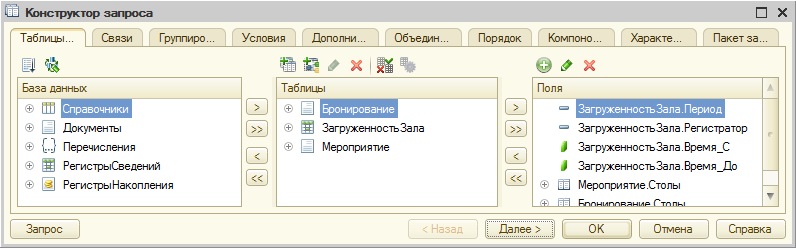 Конструктор запроса
Таблицы... Связи Группиро... Условия Дополни... Объедин... Порядок Компоно... Характе... Пакет за...
База данных
Справочники
Документы
Перечисления
РегистрыСведений
РегистрыНакопления
>
>>
<
<<
Таблицы
Бронирование
ЗагруженностьЗала
Мероприятие
>
>>
<
<<
Поля
ЗагруженностьЗала.Период
ЗагруженностьЗала.Регистратор
ЗагруженностьЗала.Время_С
ЗагруженностьЗала.Время_До
Мероприятие.Столы
Бронирование.Столы
Запрос < Назад Далее > OK Отмена Справка